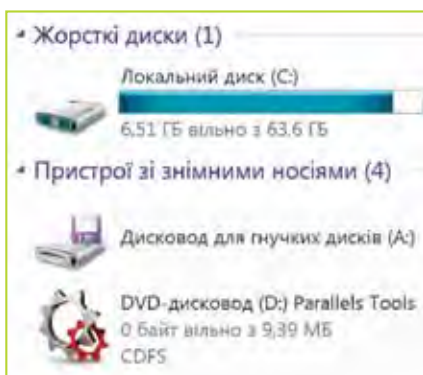 Жорсткі диски (1)
Локальний диск (C:)
6,51 ГБ вільно з 63,6 ГБ
Пристрої зі знімними носіями (4)
Дисковод для гнучких дисків (A:)
DVD-дисковод (D:) Parallels Tools
0 байт вільно з 9,39 МБ
CDFS